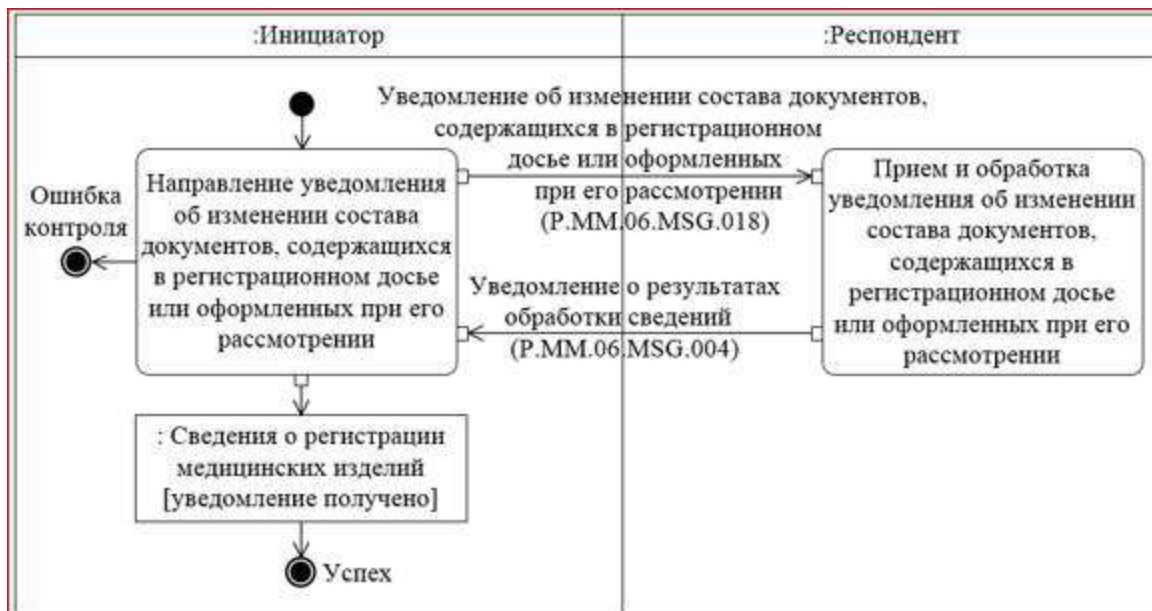 :Инициатор
:Респондент
Уведомление об изменении состава документов,
содержащихся в регистрационном
досье или оформленных
при его рассмотрении
(P.MM.06.MSG.018)
Ошибка
контроля
Направление уведомления
об изменении состава
документов, содержащихся
в регистрационном досье
или оформленных при его
рассмотрении
Прием и обработка
уведомления об изменении
состава документов,
содержащихся в
регистрационном досье
или оформленных при его
рассмотрении
Уведомление о результатах
обработки сведений
(P.MM.06.MSG.004)
: Сведения о регистрации
медицинских изделий
[уведомление получено]
Успех